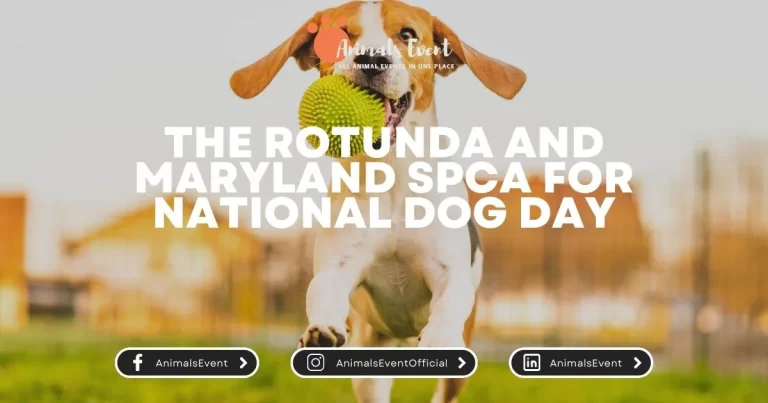 Animals Event
ALL ANIMAL EVENTS IN ONE PLACE
THE ROTUNDA AND
MARYLAND SPCA FOR
NATIONAL DOG DAY
AnimalsEvent
AnimalsEventOfficial
AnimalsEvent